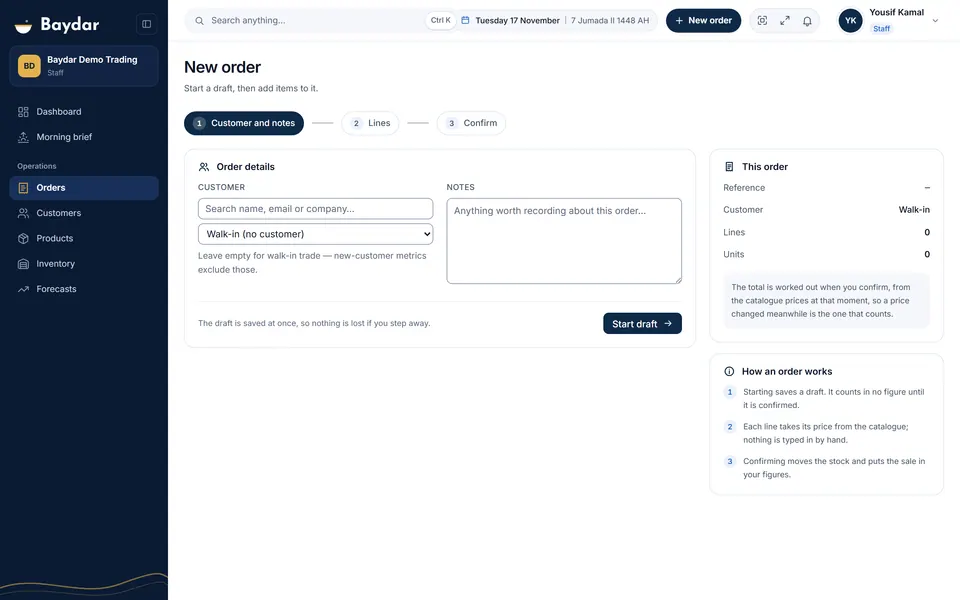 Baydar
BD
Baydar Demo Trading
Staff
Dashboard
Morning brief
Operations
Orders
Customers
Products
Inventory
Forecasts
Search anything...
Ctrl K
Tuesday 17 November
7 Jumada II 1448 AH
+ New order
YK
Yousif Kamal
Staff
New order
Start a draft, then add items to it.
1 Customer and notes
2 Lines
3 Confirm
Order details
CUSTOMER
Search name, email or company...
Walk-in (no customer)
Leave empty for walk-in trade — new-customer metrics
exclude those.
NOTES
Anything worth recording about this order...
The draft is saved at once, so nothing is lost if you step away.
Start draft →
This order
Reference –
Customer Walk-in
Lines 0
Units 0
The total is worked out when you confirm, from
the catalogue prices at that moment, so a price
changed meanwhile is the one that counts.
How an order works
1 Starting saves a draft. It counts in no figure until
it is confirmed.
2 Each line takes its price from the catalogue;
nothing is typed in by hand.
3 Confirming moves the stock and puts the sale in
your figures.